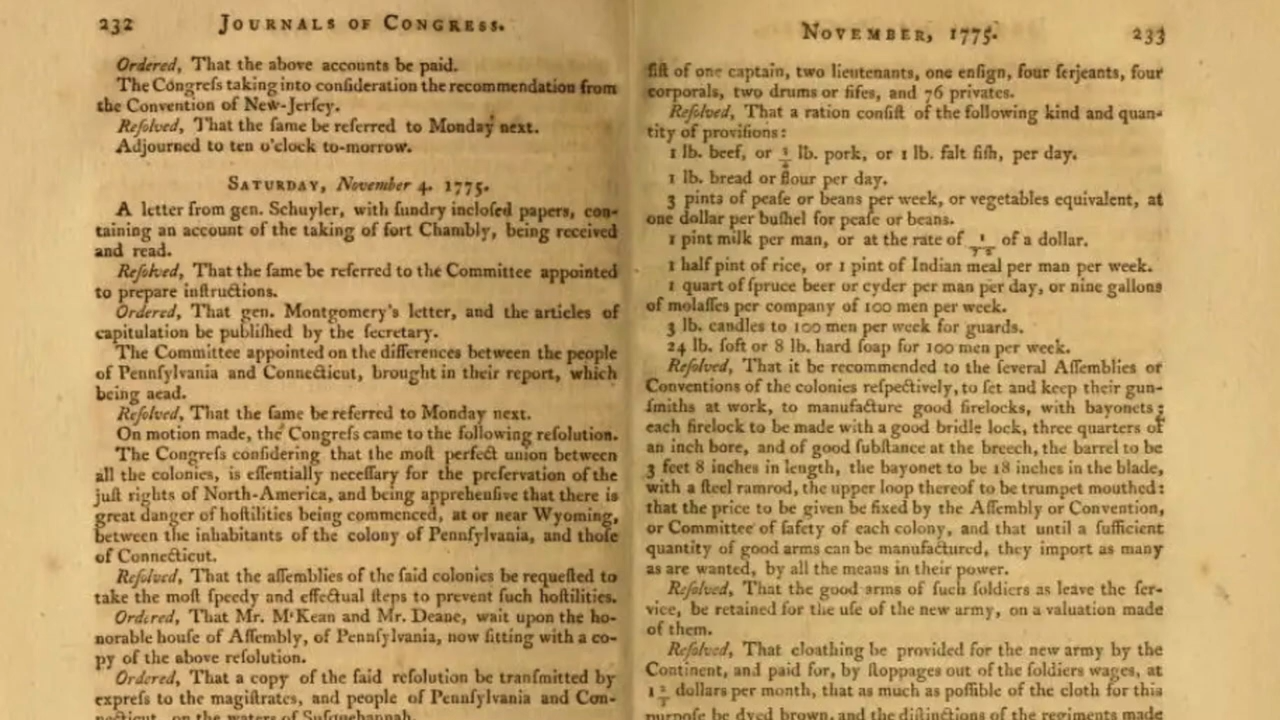 232 JOURNALS OF CONGRESS.
Ordered, That the above accounts be paid.
The Congreſs taking into conſideration the recommendation from
the Convention of New-Jerſey.
Reſolved, That the ſame be referred to Monday next.
Adjourned to ten o'clock to-morrow.
SATURDAY, November 4. 1775.
A letter from gen. Schuyler, with ſundry incloſed papers, con-
taining an account of the taking of fort Chambly, being received
and read.
Reſolved, That the ſame be referred to the Committee appointed
to prepare inſtructions.
Ordered, That gen. Montgomery's letter, and the articles of
capitulation be publiſhed by the ſecretary.
The Committee appointed on the differences between the people
of Pennſylvania and Connecticut, brought in their report, which
being aead.
Reſolved, That the ſame be referred to Monday next.
On motion made, the Congreſs came to the following reſolution.
The Congreſs conſidering that the moſt perfect union between
all the colonies, is eſſentially neceſſary for the preſervation of the
juſt rights of North-America, and being apprehenſive that there is
great danger of hoſtilities being commenced, at or near Wyoming,
between the inhabitants of the colony of Pennſylvania, and thoſe
of Connecticut.
Reſolved, That the aſſemblies of the ſaid colonies be requeſted to
take the moſt ſpeedy and effectual ſteps to prevent ſuch hoſtilities.
Ordered, That Mr. M'Kean and Mr. Deane, wait upon the ho-
norable houſe of Aſſembly, of Pennſylvania, now ſitting with a co-
py of the above reſolution.
Ordered, That a copy of the ſaid reſolution be tranſmitted by
expreſs to the magiſtrates, and people of Pennſylvania and Con-
necticut, on the waters of Suſquehannah.
NOVEMBER, 1775. 233
ſiſt of one captain, two lieutenants, one enſign, four ſerjeants, four
corporals, two drums or fifes, and 76 privates.
Reſolved, That a ration conſiſt of the following kind and quan-
tity of proviſions:
1 lb. beef, or lb. pork, or 1 lb. ſalt fiſh, per day.
1 lb. bread or flour per day.
3 pints of peaſe or beans per week, or vegetables equivalent, at
one dollar per buſhel for peaſe or beans.
1 pint milk per man, or at the rate of of a dollar.
1 half pint of rice, or 1 pint of Indian meal per man per week.
1 quart of ſpruce beer or cyder per man per day, or nine gallons
of molaſſes per company of 100 men per week.
3 lb. candles to 100 men per week for guards.
24 lb. ſoft or 8 lb. hard ſoap for 100 men per week.
Reſolved, That it be recommended to the ſeveral Aſſemblies or
Conventions of the colonies reſpectively, to ſet and keep their gun-
ſmiths at work, to manufacture good firelocks, with bayonets;
each firelock to be made with a good bridle lock, three quarters of
an inch bore, and of good ſubſtance at the breech, the barrel to be
3 feet 8 inches in length, the bayonet to be 18 inches in the blade,
with a ſteel ramrod, the upper loop thereof to be trumpet mouthed:
that the price to be given be fixed by the Aſſembly or Convention,
or Committee of ſafety of each colony, and that until a ſufficient
quantity of good arms can be manufactured, they import as many
as are wanted, by all the means in their power.
Reſolved, That the good arms of ſuch ſoldiers as leave the ſer-
vice, be retained for the uſe of the new army, on a valuation made
of them.
Reſolved, That cloathing be provided for the new army by the
Continent, and paid for, by ſtoppages out of the ſoldiers wages, at
1 dollars per month, that as much as poſſible of the cloth for this
purpoſe be dyed brown, and the diſtinctions of the regiments made